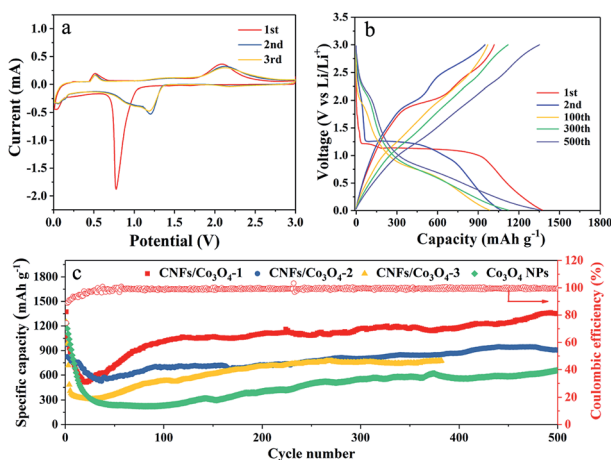 a
1st
2nd
3rd
1.0
0.5
0.0
-0.5
-1.0
-1.5
-2.0
Current (mA)
0.0 0.5 1.0 1.5 2.0 2.5 3.0
Potential (V)
b
3.5
3.0
2.5
2.0
1.5
1.0
0.5
0.0
Voltage (V vs Li/Li⁺)
1st
2nd
100th
300th
500th
0 300 600 900 1200 1500 1800
Capacity (mAh g⁻¹)
c
CNFs/Co₃O₄-1 CNFs/Co₃O₄-2 CNFs/Co₃O₄-3 Co₃O₄ NPs
1800
1500
1200
900
600
300
0
Specific capacity (mAh g⁻¹)
120
100
80
60
40
20
0
Coulombic efficiency (%)
0 100 200 300 400 500
Cycle number